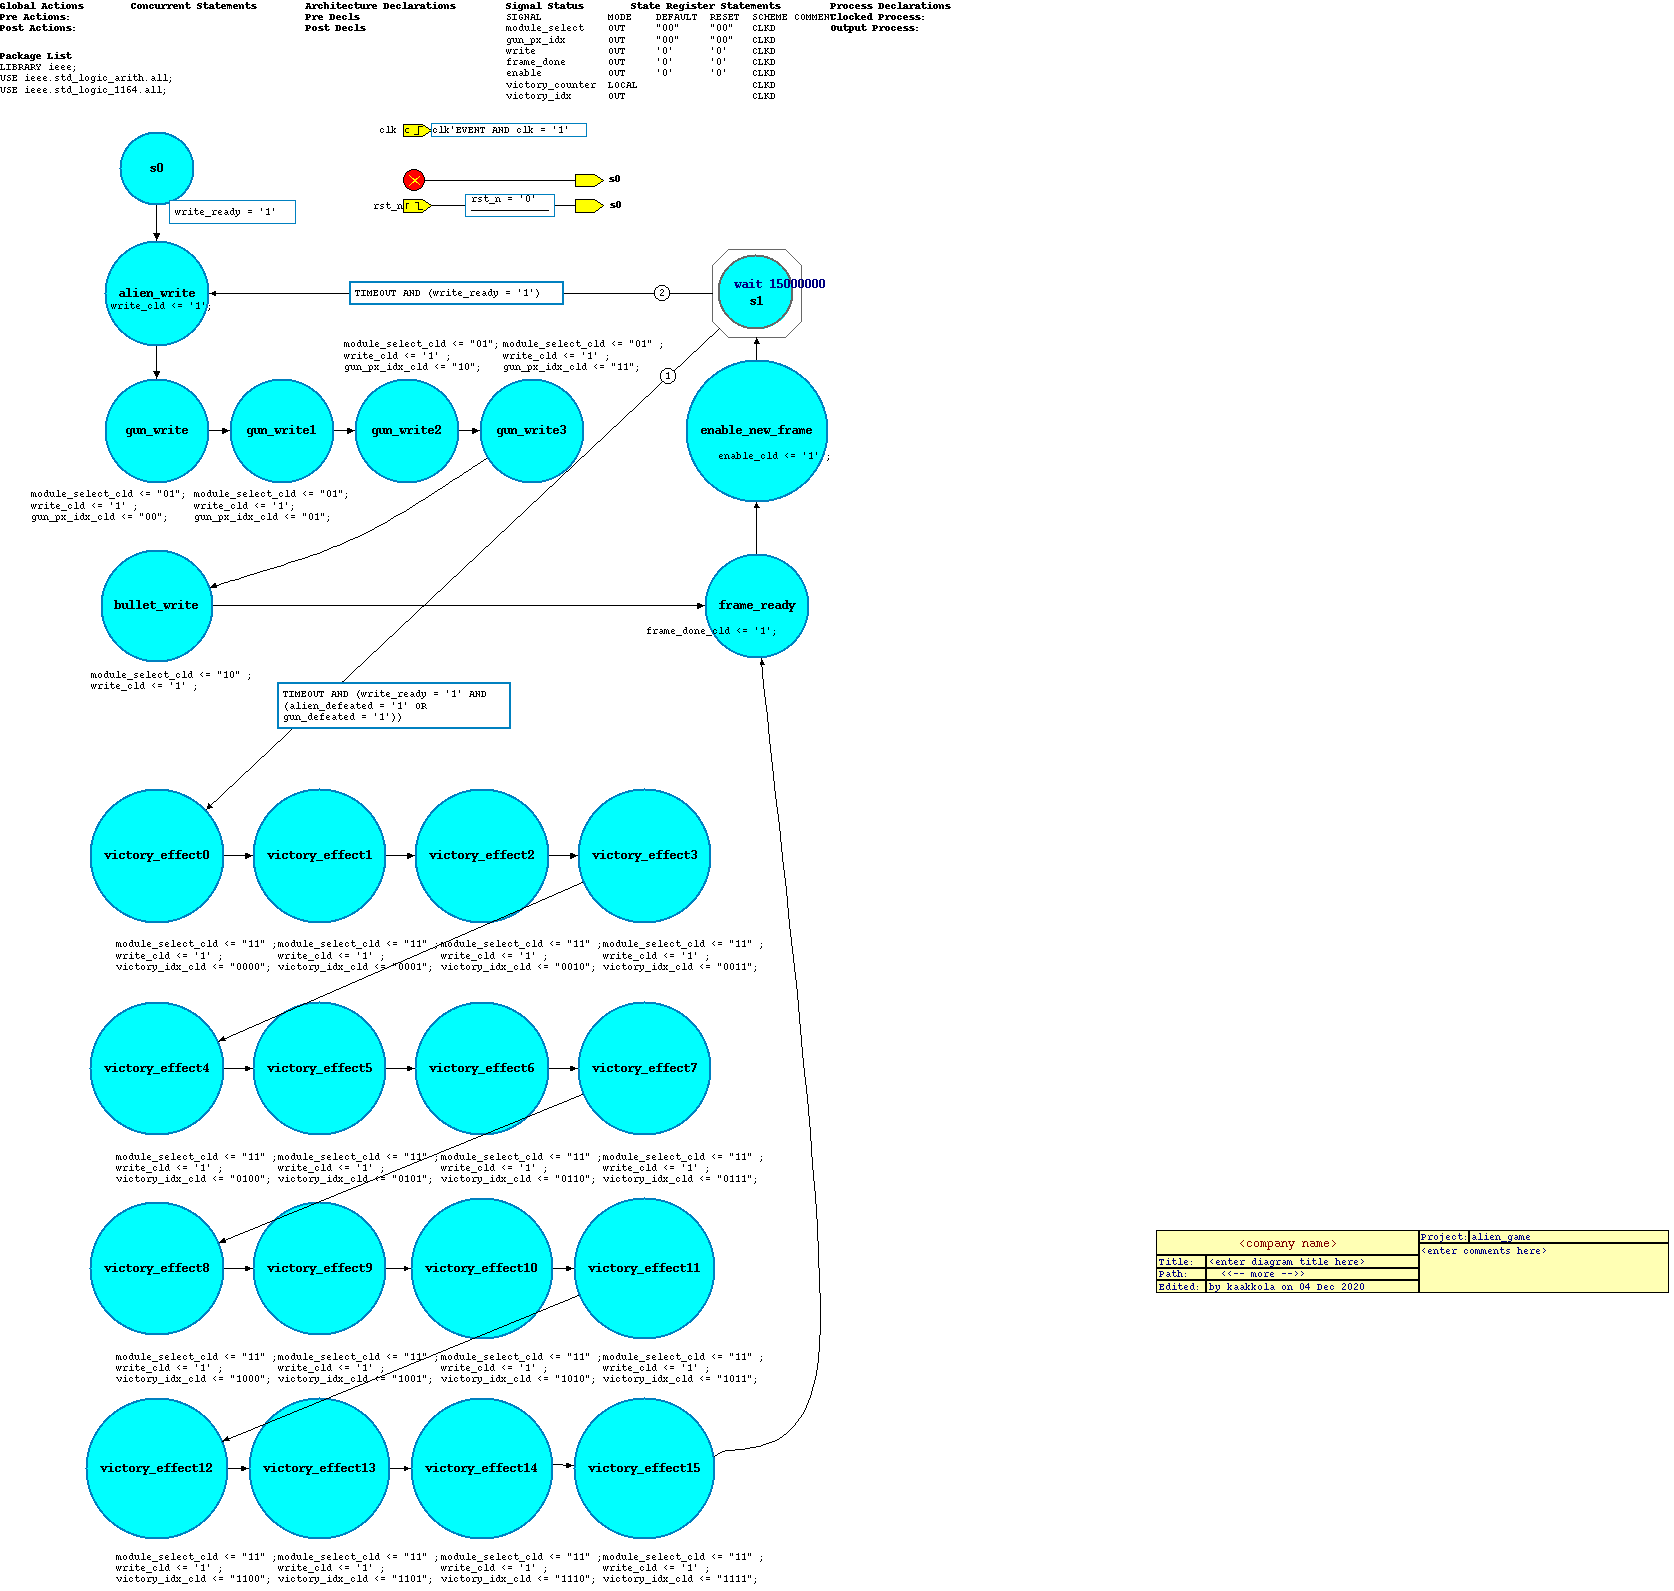 Global Actions
Pre Actions:
Post Actions:
Concurrent Statements
Architecture Declarations
Pre Decls
Post Decls
Signal Status
State Register Statements
SIGNAL MODE DEFAULT RESET SCHEME COMMENT
module_select OUT "00" "00" CLKD
gun_px_idx OUT "00" "00" CLKD
write OUT '0' '0' CLKD
frame_done OUT '0' '0' CLKD
enable OUT '0' '0' CLKD
victory_counter LOCAL CLKD
victory_idx OUT CLKD
Process Declarations
Clocked Process:
Output Process:
Package List
LIBRARY ieee;
USE ieee.std_logic_arith.all;
USE ieee.std_logic_1164.all;
clk c clk'EVENT AND clk = '1'
s0
rst_n r rst_n = '0' s0
s0
write_ready = '1'
alien_write
write_cld <= '1';
TIMEOUT AND (write_ready = '1')
2
wait 15000000
s1
1
module_select_cld <= "01";
write_cld <= '1' ;
gun_px_idx_cld <= "10";
module_select_cld <= "01" ;
write_cld <= '1' ;
gun_px_idx_cld <= "11";
gun_write
gun_write1
gun_write2
gun_write3
enable_new_frame
enable_cld <= '1' ;
module_select_cld <= "01";
write_cld <= '1' ;
gun_px_idx_cld <= "00";
module_select_cld <= "01";
write_cld <= '1';
gun_px_idx_cld <= "01";
bullet_write
module_select_cld <= "10" ;
write_cld <= '1' ;
frame_ready
frame_done_cld <= '1';
TIMEOUT AND (write_ready = '1' AND
(alien_defeated = '1' OR
gun_defeated = '1'))
victory_effect0
victory_effect1
victory_effect2
victory_effect3
module_select_cld <= "11" ;
write_cld <= '1' ;
victory_idx_cld <= "0000";
module_select_cld <= "11" ;
write_cld <= '1' ;
victory_idx_cld <= "0001";
module_select_cld <= "11" ;
write_cld <= '1' ;
victory_idx_cld <= "0010";
module_select_cld <= "11" ;
write_cld <= '1' ;
victory_idx_cld <= "0011";
victory_effect4
victory_effect5
victory_effect6
victory_effect7
module_select_cld <= "11" ;
write_cld <= '1' ;
victory_idx_cld <= "0100";
module_select_cld <= "11" ;
write_cld <= '1' ;
victory_idx_cld <= "0101";
module_select_cld <= "11" ;
write_cld <= '1' ;
victory_idx_cld <= "0110";
module_select_cld <= "11" ;
write_cld <= '1' ;
victory_idx_cld <= "0111";
victory_effect8
victory_effect9
victory_effect10
victory_effect11
module_select_cld <= "11" ;
write_cld <= '1' ;
victory_idx_cld <= "1000";
module_select_cld <= "11" ;
write_cld <= '1' ;
victory_idx_cld <= "1001";
module_select_cld <= "11" ;
write_cld <= '1' ;
victory_idx_cld <= "1010";
module_select_cld <= "11" ;
write_cld <= '1' ;
victory_idx_cld <= "1011";
victory_effect12
victory_effect13
victory_effect14
victory_effect15
module_select_cld <= "11" ;
write_cld <= '1' ;
victory_idx_cld <= "1100";
module_select_cld <= "11" ;
write_cld <= '1' ;
victory_idx_cld <= "1101";
module_select_cld <= "11" ;
write_cld <= '1' ;
victory_idx_cld <= "1110";
module_select_cld <= "11" ;
write_cld <= '1' ;
victory_idx_cld <= "1111";
<company name>
Title: <enter diagram title here>
Path: <<-- more -->>
Edited: by kaakkola on 04 Dec 2020
Project: alien_game
<enter comments here>